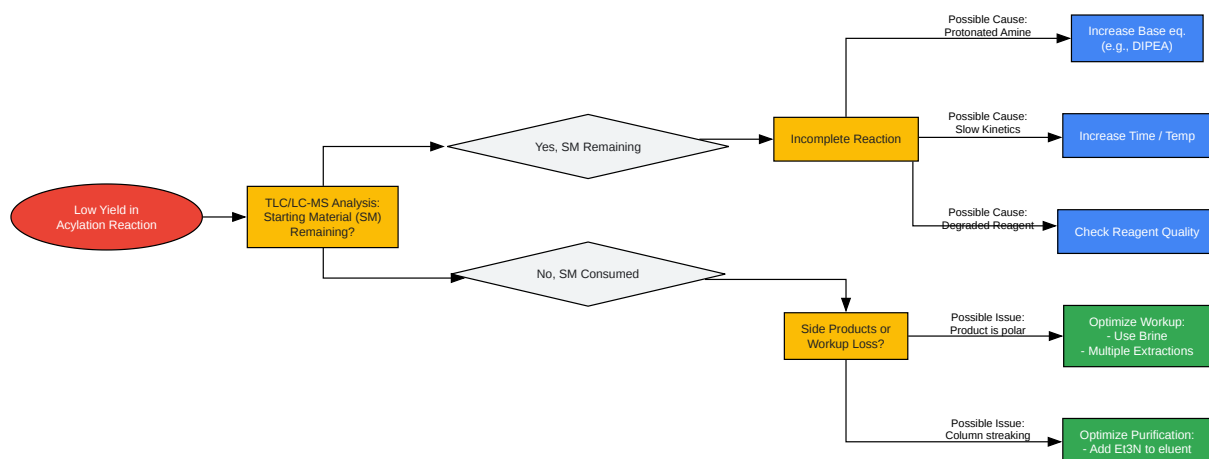 Low Yield in
Acylation Reaction
TLC/LC-MS Analysis:
Starting Material (SM)
Remaining?
Yes, SM Remaining
No, SM Consumed
Incomplete Reaction
Possible Cause:
Protonated Amine
Increase Base eq.
(e.g., DIPEA)
Possible Cause:
Slow Kinetics
Increase Time / Temp
Possible Cause:
Degraded Reagent
Check Reagent Quality
Side Products or
Workup Loss?
Possible Issue:
Product is polar
Optimize Workup:
- Use Brine
- Multiple Extractions
Possible Issue:
Column streaking
Optimize Purification:
- Add Et3N to eluent